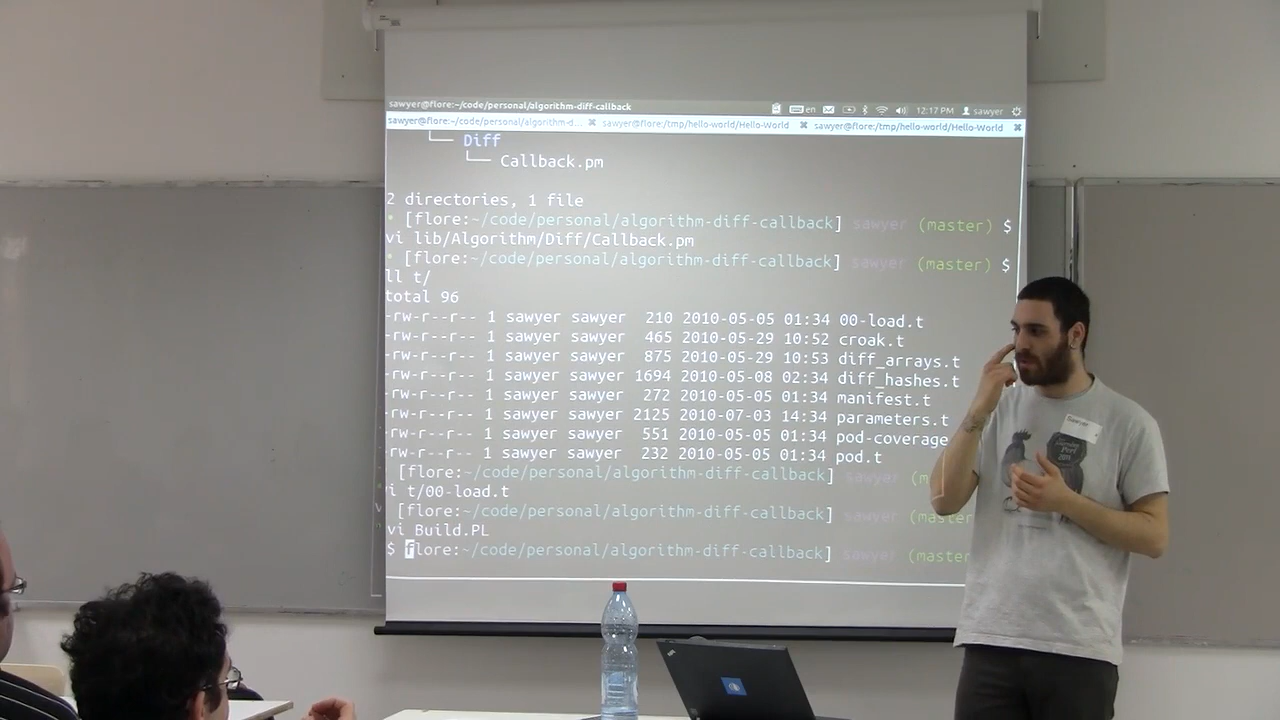 sawyer@flore:~/code/personal/algorithm-diff-callback en 12:17 PM sawyer
sawyer@flore:~/code/personal/algorithm-d... sawyer@flore:/tmp/hello-world/Hello-World sawyer@flore:/tmp/hello-world/Hello-World
└── Diff
└── Callback.pm
2 directories, 1 file
[flore:~/code/personal/algorithm-diff-callback] sawyer (master) $
vi lib/Algorithm/Diff/Callback.pm
[flore:~/code/personal/algorithm-diff-callback] sawyer (master) $
ll t/
total 96
-rw-r--r-- 1 sawyer sawyer 210 2010-05-05 01:34 00-load.t
-rw-r--r-- 1 sawyer sawyer 465 2010-05-29 10:52 croak.t
-rw-r--r-- 1 sawyer sawyer 875 2010-05-29 10:53 diff_arrays.t
-rw-r--r-- 1 sawyer sawyer 1694 2010-05-08 02:34 diff_hashes.t
-rw-r--r-- 1 sawyer sawyer 272 2010-05-05 01:34 manifest.t
-rw-r--r-- 1 sawyer sawyer 2125 2010-07-03 14:34 parameters.t
-rw-r--r-- 1 sawyer sawyer 551 2010-05-05 01:34 pod-coverage
-rw-r--r-- 1 sawyer sawyer 232 2010-05-05 01:34 pod.t
[flore:~/code/personal/algorithm-diff-callback] sawyer (m
i t/00-load.t
[flore:~/code/personal/algorithm-diff-callback] sawyer (master
vi Build.PL
$ flore:~/code/personal/algorithm-diff-callback] sawyer (master
Sawyer
Perl